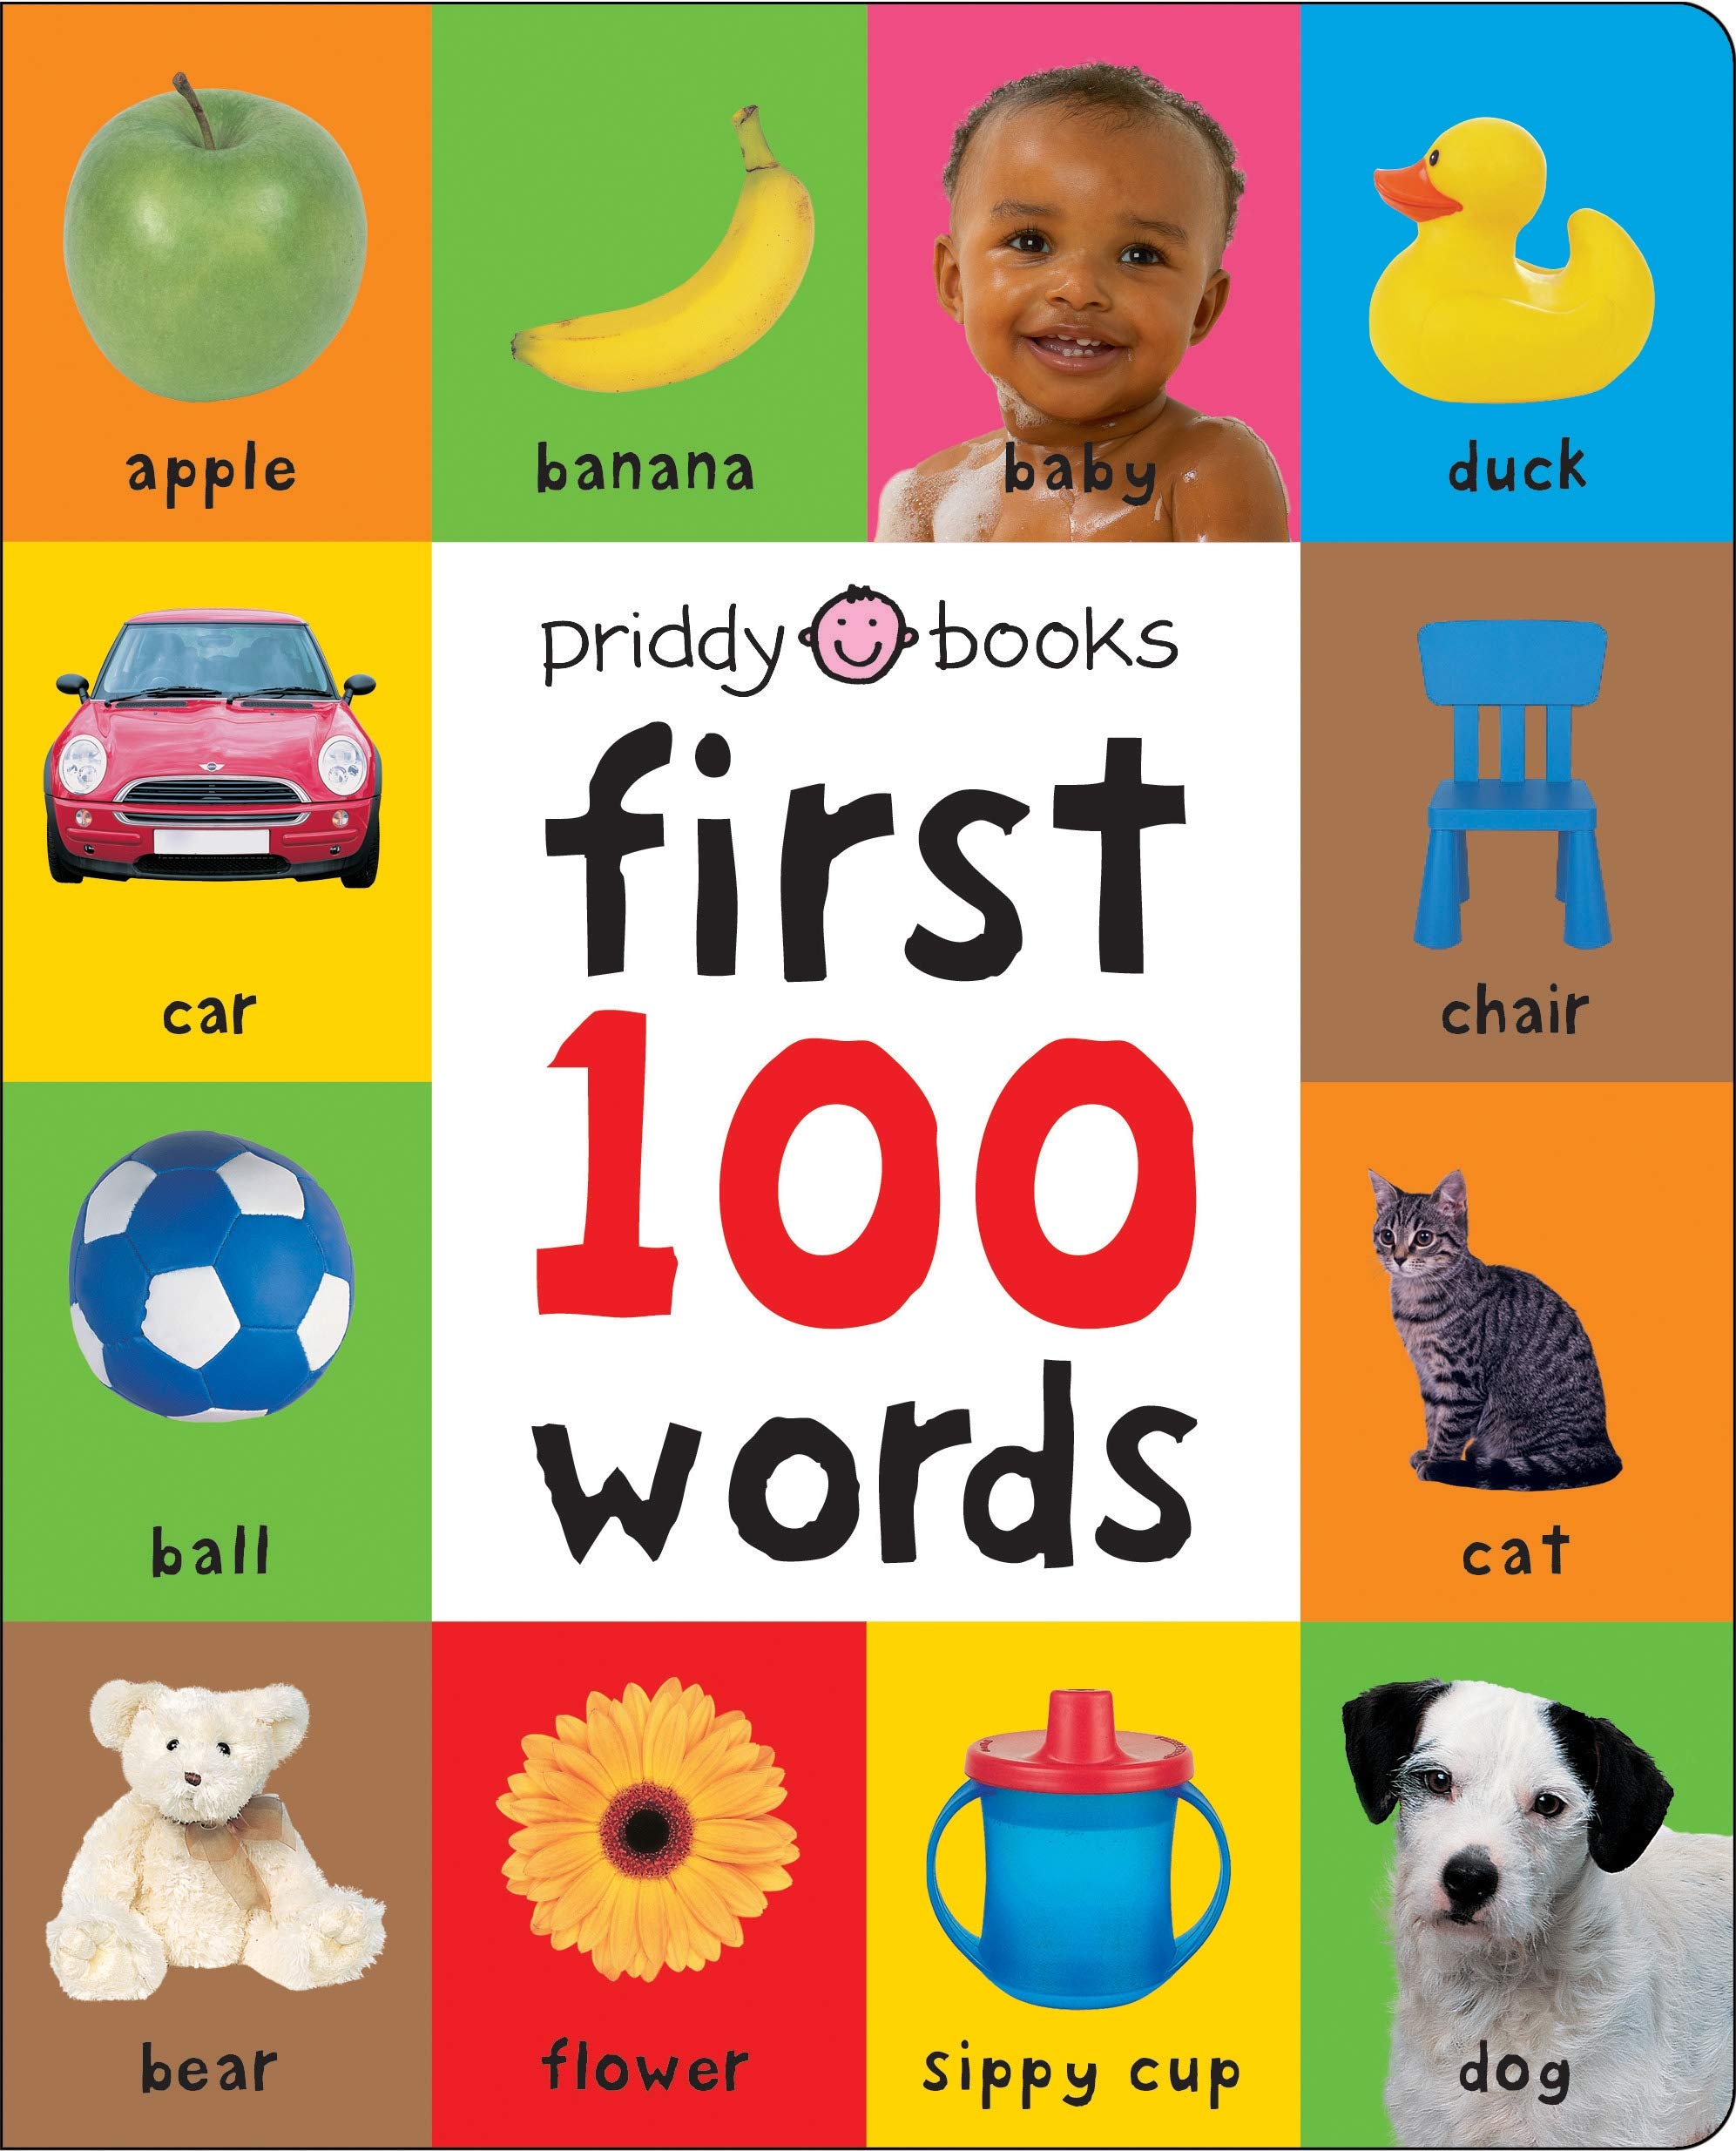 apple
banana
baby
duck
priddy books
first
100
words
car
chair
ball
cat
bear
flower
sippy cup
dog